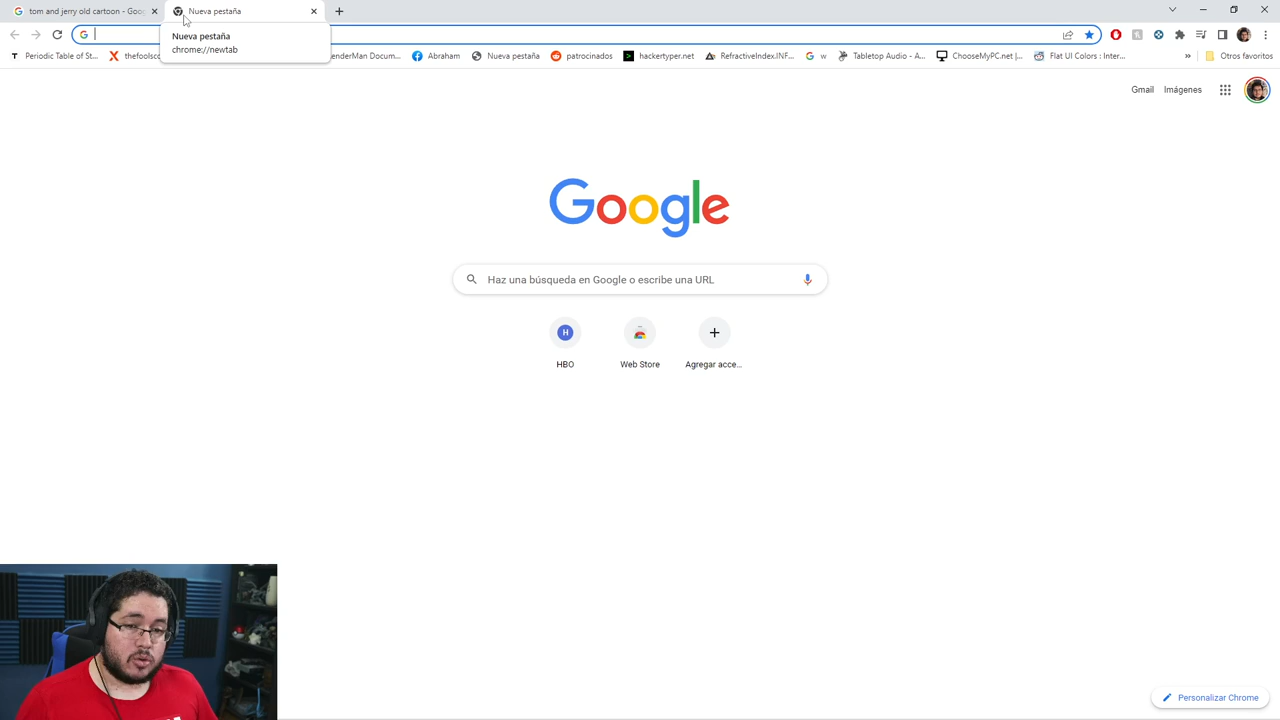 tom and jerry old cartoon - Goog
Nueva pestaña
Nueva pestaña
chrome://newtab
Periodic Table of St...
thefoolsco
enderMan Docum...
Abraham
Nueva pestaña
patrocinados
hackertyper.net
RefractiveIndex.INF...
w
Tabletop Audio - A...
ChooseMyPC.net |...
Flat UI Colors : Inter...
»
Otros favoritos
Gmail
Imágenes
Google
Haz una búsqueda en Google o escribe una URL
H
HBO
Web Store
Agregar acce...
Personalizar Chrome